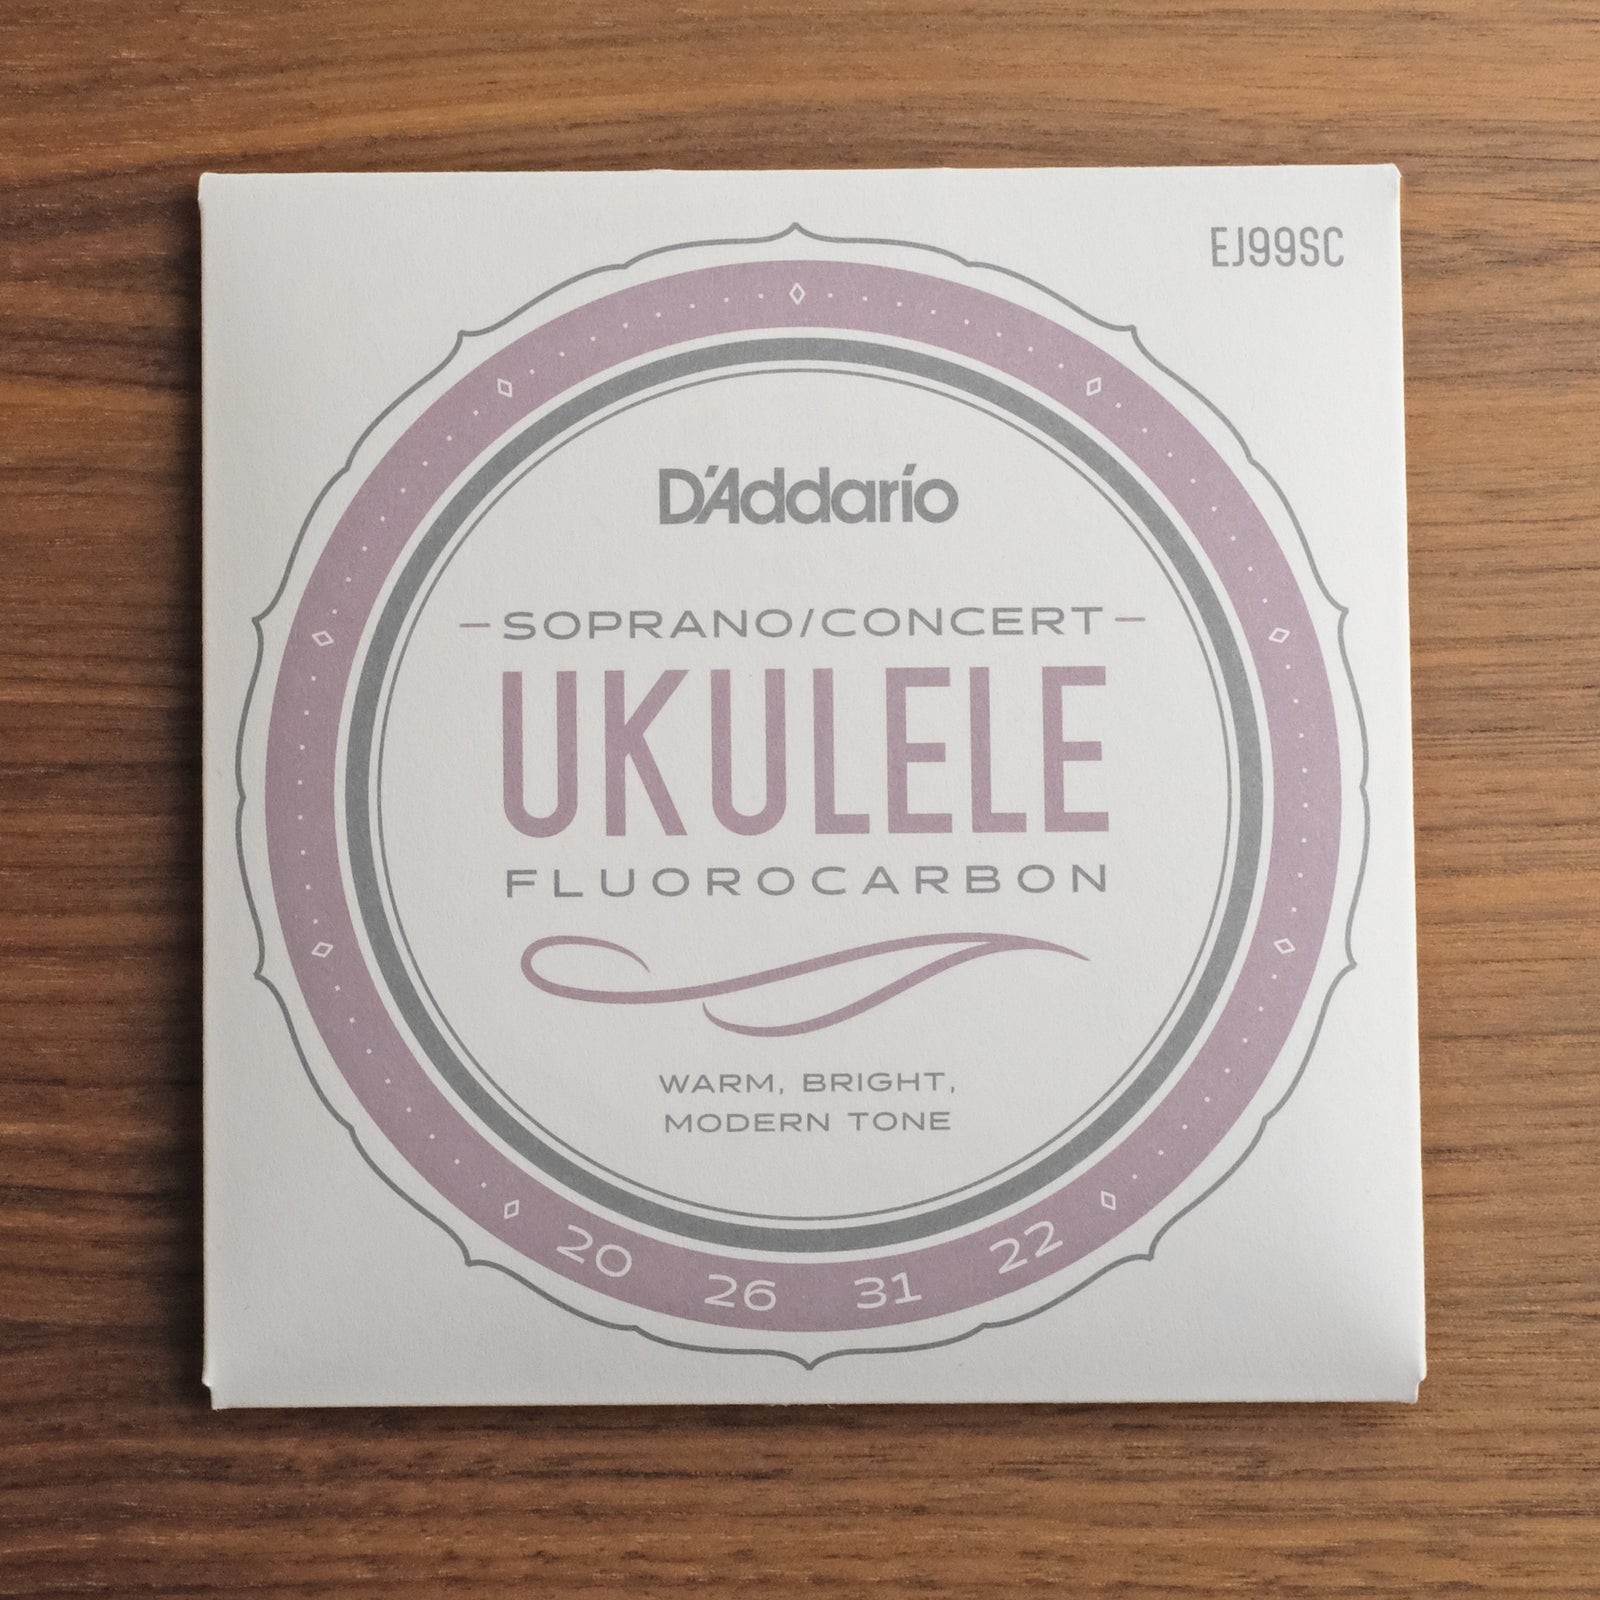 EJ99SC
D'Addario
SOPRANO/CONCERT
UKULELE
FLUOROCARBON
WARM, BRIGHT,
MODERN TONE
20 26 31 22